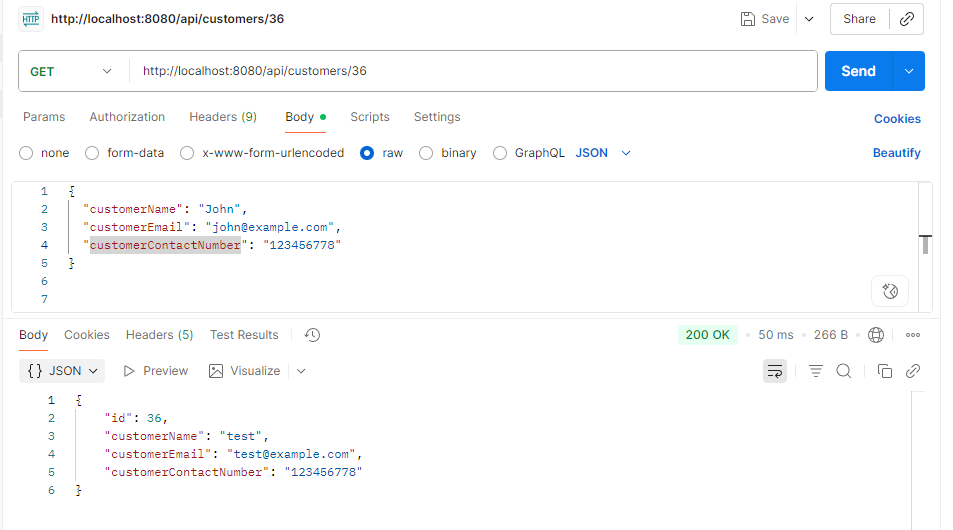 HTTP http://localhost:8080/api/customers/36 Save Share
GET http://localhost:8080/api/customers/36 Send
Params Authorization Headers (9) Body Scripts Settings Cookies
none form-data x-www-form-urlencoded raw binary GraphQL JSON Beautify
1 {
2 "customerName": "John",
3 "customerEmail": "john@example.com",
4 "customerContactNumber": "123456778"
5 }
6
7
Body Cookies Headers (5) Test Results 200 OK 50 ms 266 B
{} JSON Preview Visualize
1 {
2 "id": 36,
3 "customerName": "test",
4 "customerEmail": "test@example.com",
5 "customerContactNumber": "123456778"
6 }